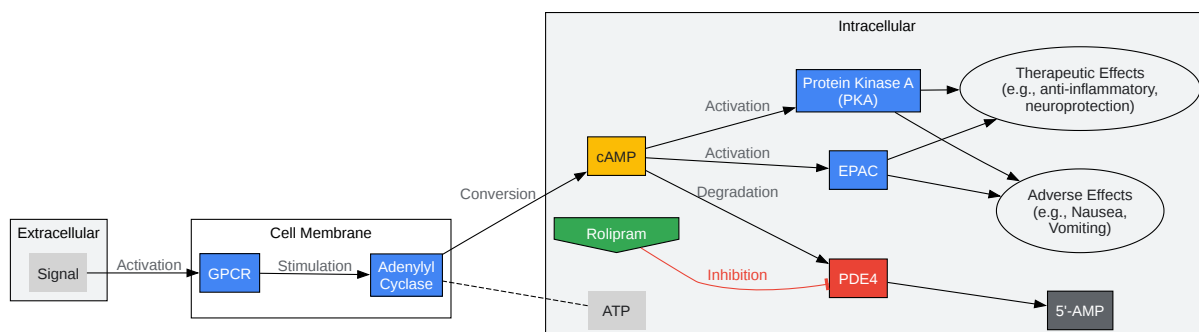 Intracellular
Protein Kinase A
(PKA)
Therapeutic Effects
(e.g., anti-inflammatory,
neuroprotection)
Activation
cAMP
Activation
EPAC
Conversion
Degradation
Adverse Effects
(e.g., Nausea,
Vomiting)
Extracellular
Cell Membrane
Rolipram
Signal
Activation
GPCR
Stimulation
Adenylyl
Cyclase
Inhibition
PDE4
ATP
5'-AMP